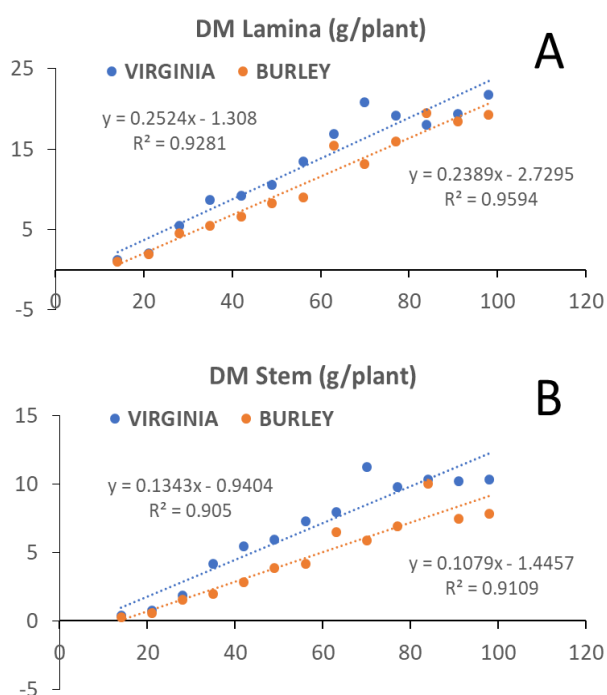 DM Lamina (g/plant)
A
25
VIRGINIA BURLEY
y = 0.2524x - 1.308
R² = 0.9281
15
y = 0.2389x - 2.7295
R² = 0.9594
5
-5
0 20 40 60 80 100 120
DM Stem (g/plant)
B
15
VIRGINIA BURLEY
10
y = 0.1343x - 0.9404
R² = 0.905
5
y = 0.1079x - 1.4457
R² = 0.9109
0
-5
0 20 40 60 80 100 120